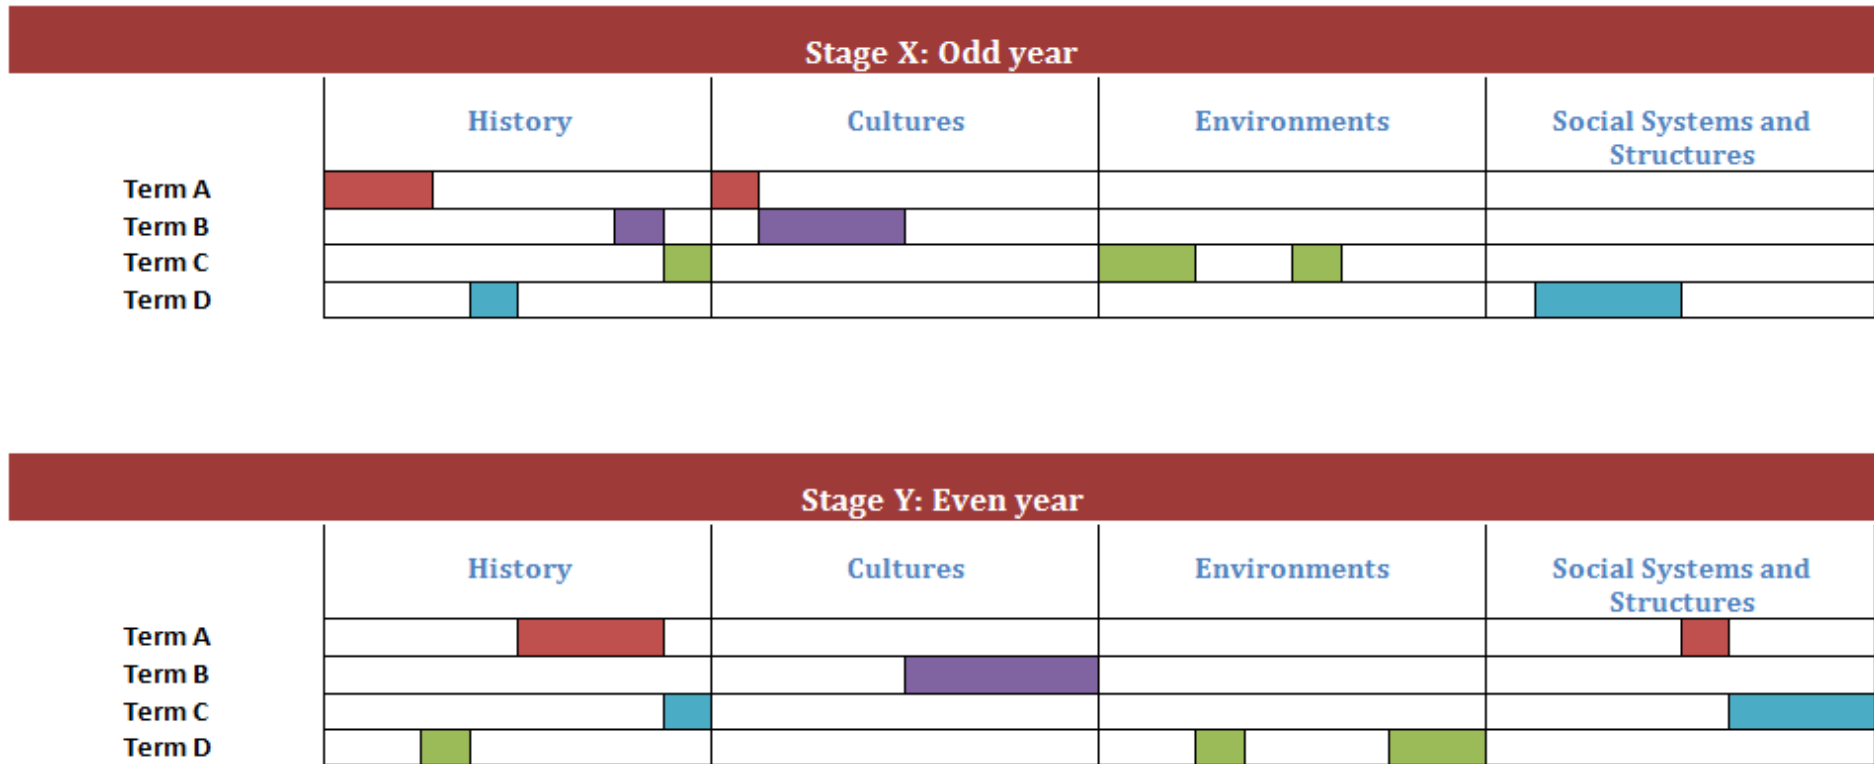 Stage X: Odd year
History
Cultures
Environments
Social Systems and
Structures
Term A
Term B
Term C
Term D
Stage Y: Even year
History
Cultures
Environments
Social Systems and
Structures
Term A
Term B
Term C
Term D